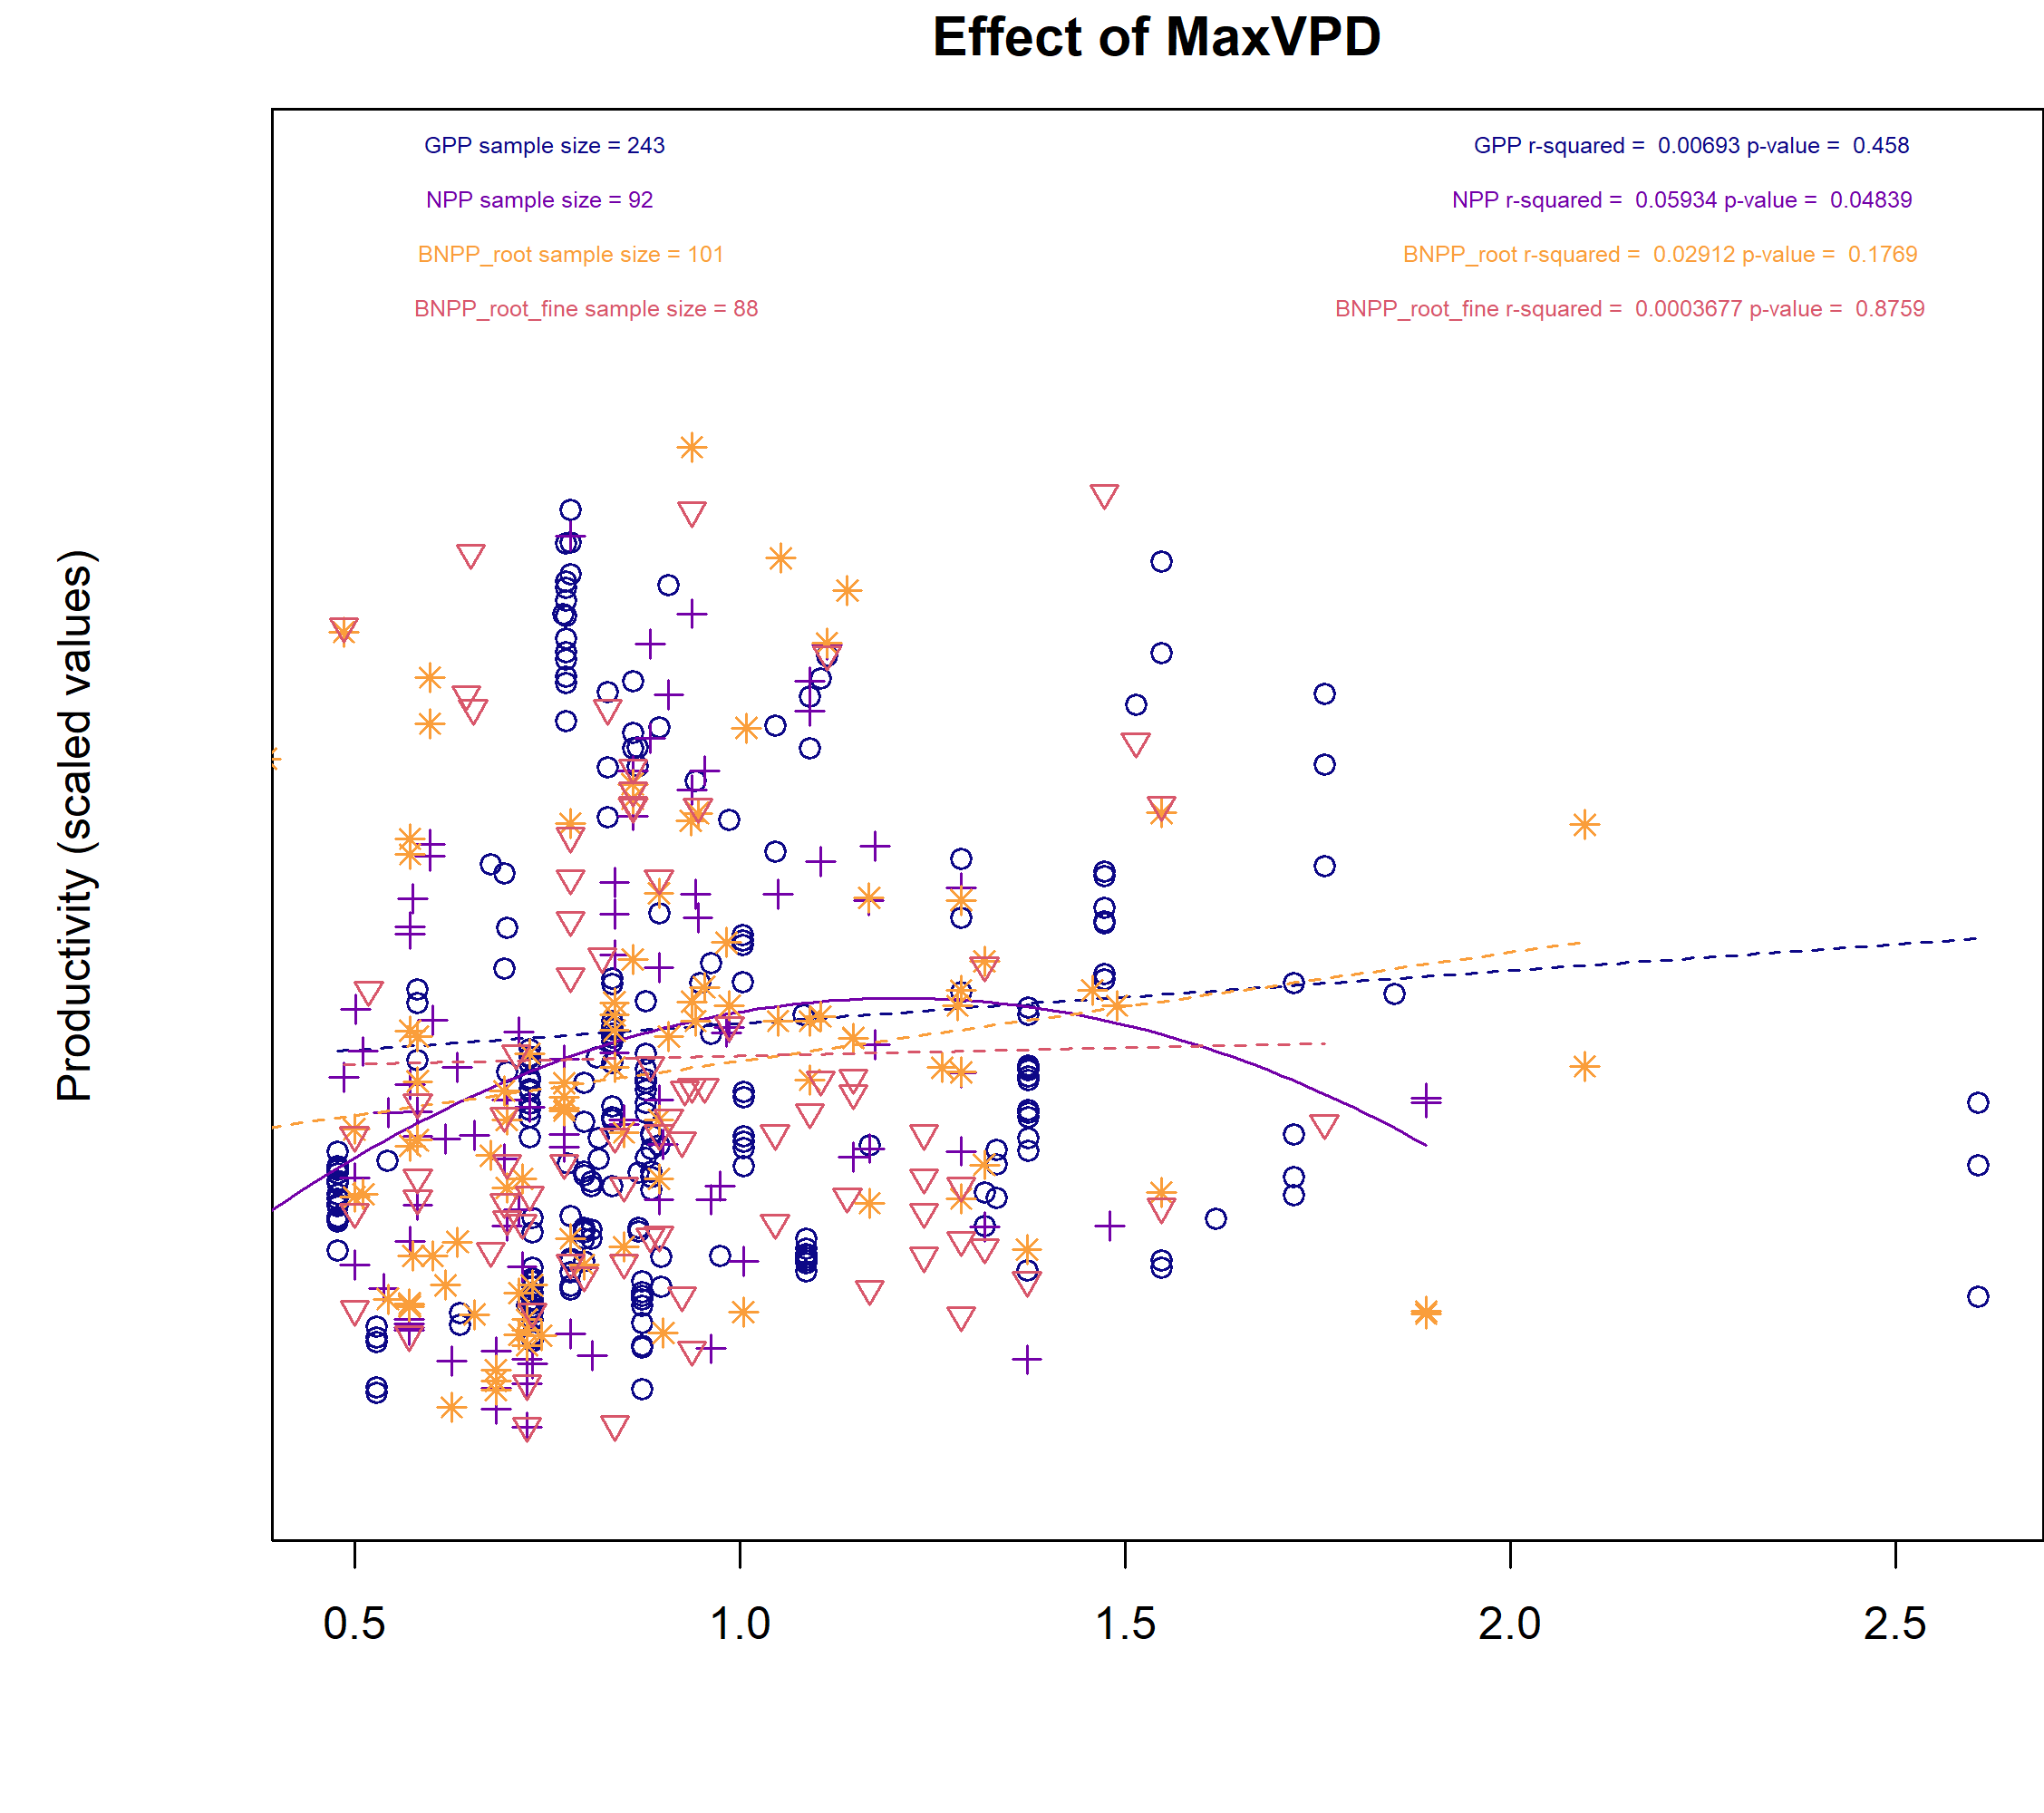 Effect of MaxVPD
GPP sample size = 243
GPP r-squared = 0.00693 p-value = 0.458
NPP sample size = 92
NPP r-squared = 0.05934 p-value = 0.04839
BNPP_root sample size = 101
BNPP_root r-squared = 0.02912 p-value = 0.1769
BNPP_root_fine sample size = 88
BNPP_root_fine r-squared = 0.0003677 p-value = 0.8759
Productivity (scaled values)
0.5 1.0 1.5 2.0 2.5